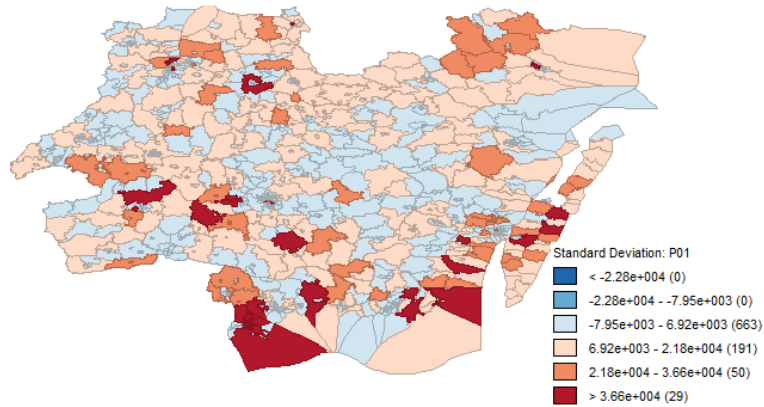 Standard Deviation: P01
< -2.28e+004 (0)
-2.28e+004 - -7.95e+003 (0)
-7.95e+003 - 6.92e+003 (663)
6.92e+003 - 2.18e+004 (191)
2.18e+004 - 3.66e+004 (50)
> 3.66e+004 (29)